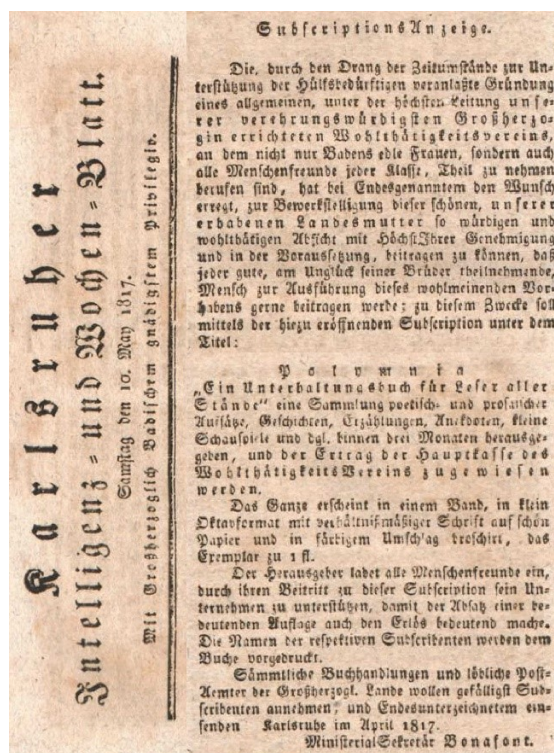 Karlsruher
Intelligenz- und Wochen-Blatt.
Samstag den 10. May 1817.
Mit Großherzoglich Badischem gnädigstem Privilegio.
Subscriptions Anzeige.
Die, durch den Drang der Zeitumstände zur Un-
terstützung der Hülfsbedürftigen veranlaßte Gründung
eines allgemeinen, unter der höchsten Leitung unse-
rer verehrungswürdigsten Großherzo-
gin errichteten Wohlthätigkeitsvereins,
an dem nicht nur Badens edle Frauen, sondern auch
alle Menschenfreunde jeder Klasse, Theil zu nehmen
berufen sind, hat bei Endesgenanntem den Wunsch
erregt, zur Bewerkstelligung dieser schönen, unserer
erhabenen Landesmutter so würdigen und
wohlthätigen Absicht mit HöchstIhrer Genehmigung
und in der Voraussetzung, beitragen zu können, daß
jeder gute, am Unglück seiner Brüder theilnehmende,
Mensch zur Ausführung dieses wohlmeinenden Vor-
habens gerne beitragen werde; zu diesem Zwecke soll
mittels der hiezu eröffnenden Subscription unter dem
Titel:
Polymnia
„Ein Unterhaltungsbuch für Leser aller
Stände“ eine Sammlung poetisch- und prosaischer
Aufsätze, Geschichten, Erzählungen, Anekdoten, kleine
Schauspiele und dgl. binnen drei Monaten herausge-
geben, und der Ertrag der Hauptkasse des
Wohlthätigkeits Vereins zugewiesen
werden.
Das Ganze erscheint in einem Band, in klein
Oktavformat mit verhältnißmäßiger Schrift auf schön
Papier und in färbigem Umschlag broschirt, das
Exemplar zu 1 fl.
Der Herausgeber ladet alle Menschenfreunde ein,
durch ihren Beitritt zu dieser Subscription sein Un-
ternehmen zu unterstützen, damit der Absatz einer be-
deutenden Auflage auch den Erlös bedeutend mache.
Die Namen der respektiven Subscribenten werden dem
Buche vorgedruckt.
Sämmtliche Buchhandlungen und löbliche Post-
Aemter der Großherzogl. Lande wollen gefälligst Sub-
scribenten annehmen, und Endesunterzeichnetem ein-
senden Karlsruhe im April 1817.
MinisterialSekretär Bonafont.